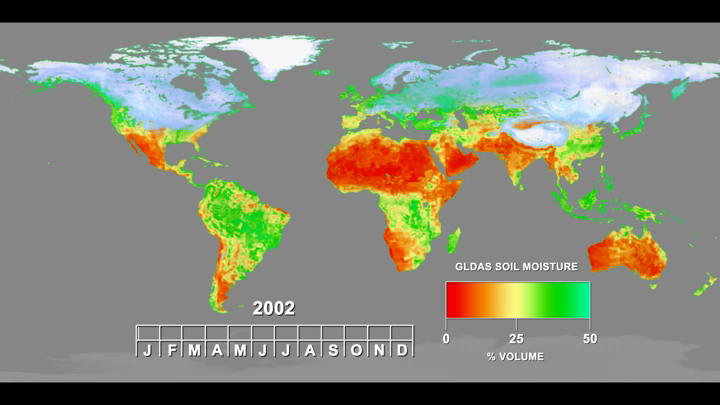 GLDAS SOIL MOISTURE
2002
0 25 50
J F M A M J J A S O N D
% VOLUME